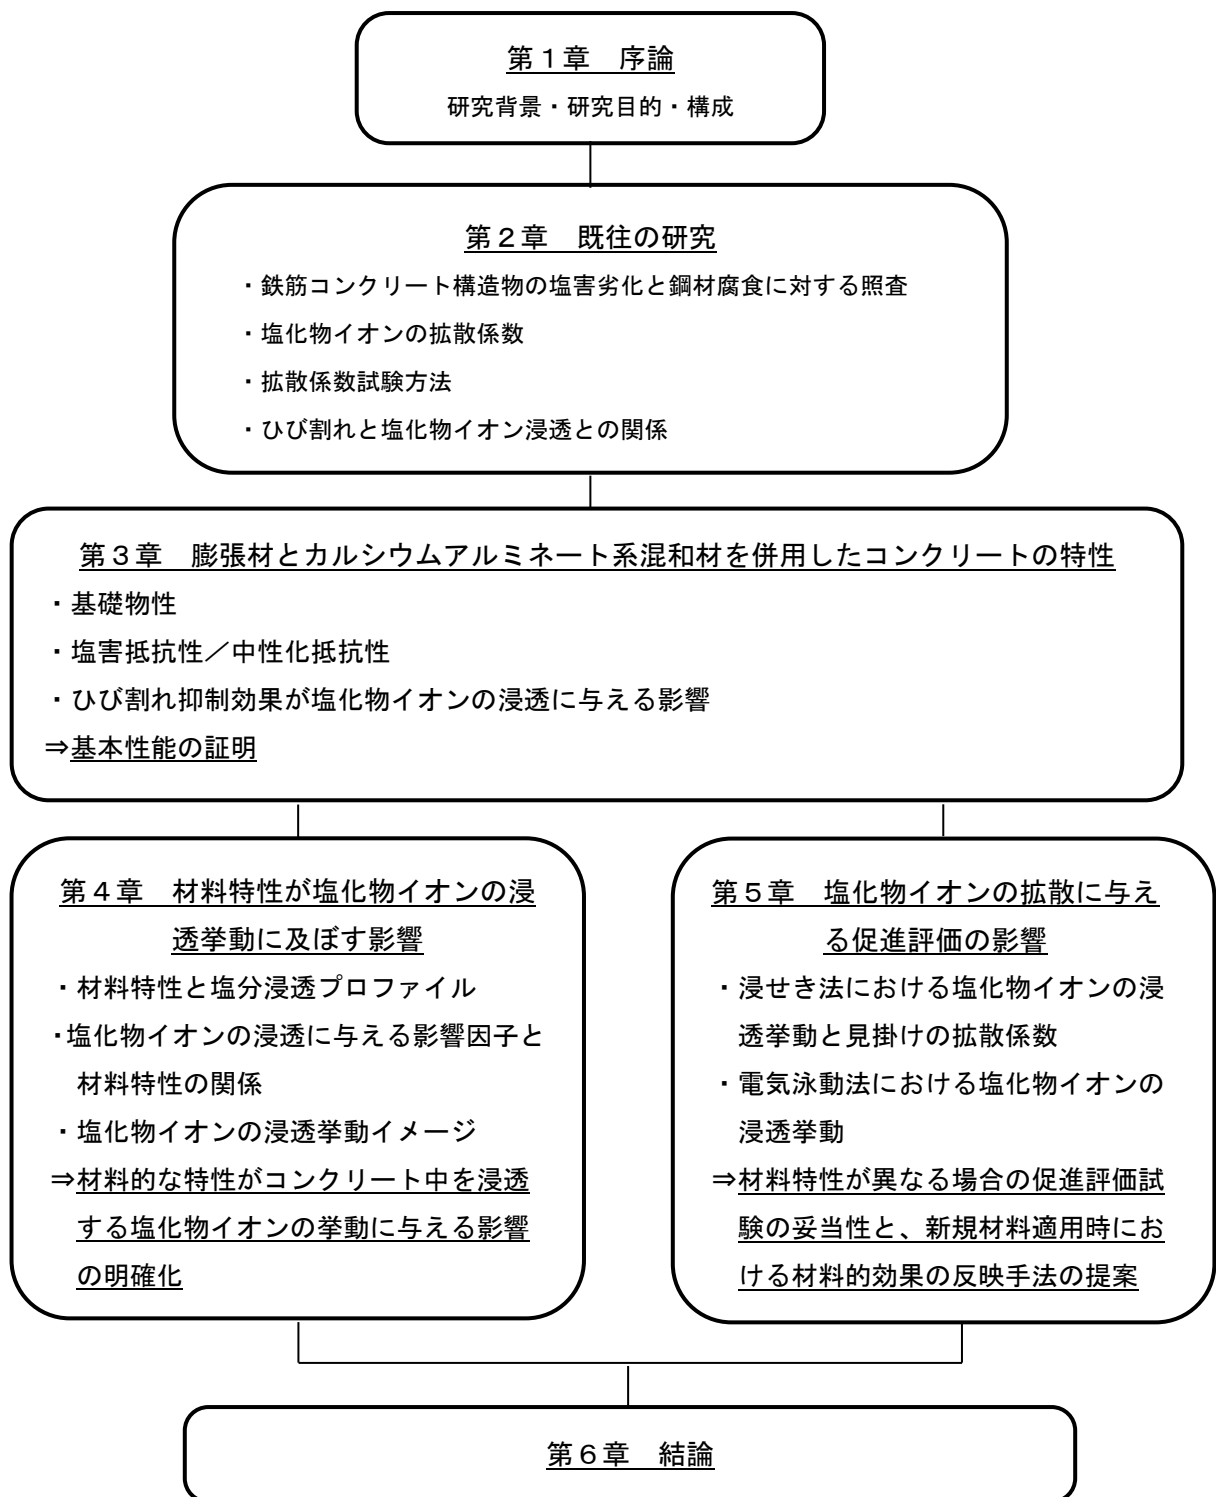 第1章　序論
研究背景・研究目的・構成
第2章　既往の研究
・鉄筋コンクリート構造物の塩害劣化と鋼材腐食に対する照査
・塩化物イオンの拡散係数
・拡散係数試験方法
・ひび割れと塩化物イオン浸透との関係
第3章　膨張材とカルシウムアルミネート系混和材を併用したコンクリートの特性
・基礎物性
・塩害抵抗性／中性化抵抗性
・ひび割れ抑制効果が塩化物イオンの浸透に与える影響
⇒基本性能の証明
第4章　材料特性が塩化物イオンの浸
透挙動に及ぼす影響
・材料特性と塩分浸透プロファイル
・塩化物イオンの浸透に与える影響因子と
材料特性の関係
・塩化物イオンの浸透挙動イメージ
⇒材料的な特性がコンクリート中を浸透
する塩化物イオンの挙動に与える影響
の明確化
第5章　塩化物イオンの拡散に与え
る促進評価の影響
・浸せき法における塩化物イオンの浸
透挙動と見掛けの拡散係数
・電気泳動法における塩化物イオンの
浸透挙動
⇒材料特性が異なる場合の促進評価試
験の妥当性と、新規材料適用時にお
ける材料的効果の反映手法の提案
第6章　結論